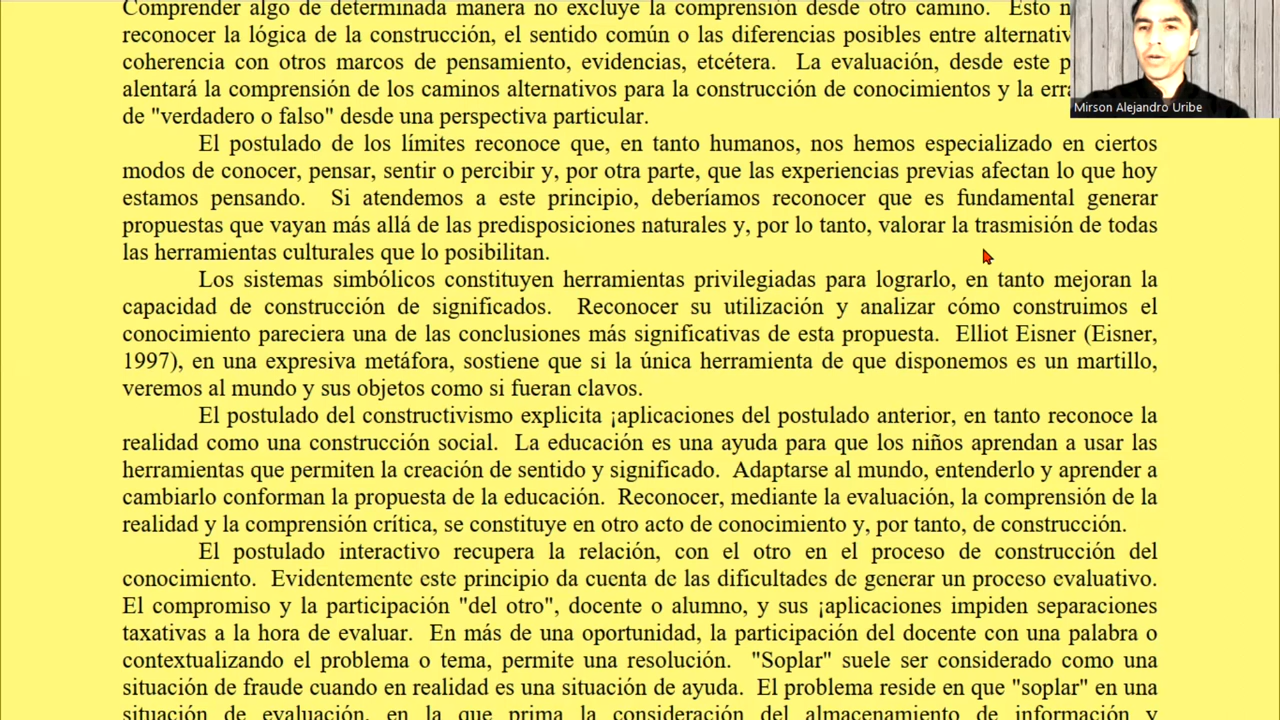 Comprender algo de determinada manera no excluye la comprensión desde otro camino. Esto
reconocer la lógica de la construcción, el sentido común o las diferencias posibles entre
coherencia con otros marcos de pensamiento, evidencias, etcétera. La evaluación, desde este
alentará la comprensión de los caminos alternativos para la construcción de conocimientos y la
de "verdadero o falso" desde una perspectiva particular.
Mirson Alejandro Uribe
El postulado de los límites reconoce que, en tanto humanos, nos hemos especializado en ciertos
modos de conocer, pensar, sentir o percibir y, por otra parte, que las experiencias previas afectan lo que hoy
estamos pensando. Si atendemos a este principio, deberíamos reconocer que es fundamental generar
propuestas que vayan más allá de las predisposiciones naturales y, por lo tanto, valorar la trasmisión de todas
las herramientas culturales que lo posibilitan.
Los sistemas simbólicos constituyen herramientas privilegiadas para lograrlo, en tanto mejoran la
capacidad de construcción de significados. Reconocer su utilización y analizar cómo construimos el
conocimiento pareciera una de las conclusiones más significativas de esta propuesta. Elliot Eisner (Eisner,
1997), en una expresiva metáfora, sostiene que si la única herramienta de que disponemos es un martillo,
veremos al mundo y sus objetos como si fueran clavos.
El postulado del constructivismo explicita ¡aplicaciones del postulado anterior, en tanto reconoce la
realidad como una construcción social. La educación es una ayuda para que los niños aprendan a usar las
herramientas que permiten la creación de sentido y significado. Adaptarse al mundo, entenderlo y aprender a
cambiarlo conforman la propuesta de la educación. Reconocer, mediante la evaluación, la comprensión de la
realidad y la comprensión crítica, se constituye en otro acto de conocimiento y, por tanto, de construcción.
El postulado interactivo recupera la relación, con el otro en el proceso de construcción del
conocimiento. Evidentemente este principio da cuenta de las dificultades de generar un proceso evaluativo.
El compromiso y la participación "del otro", docente o alumno, y sus ¡aplicaciones impiden separaciones
taxativas a la hora de evaluar. En más de una oportunidad, la participación del docente con una palabra o
contextualizando el problema o tema, permite una resolución. "Soplar" suele ser considerado como una
situación de fraude cuando en realidad es una situación de ayuda. El problema reside en que "soplar" en una
situación de evaluación, en la que prima la consideración del almacenamiento de información y